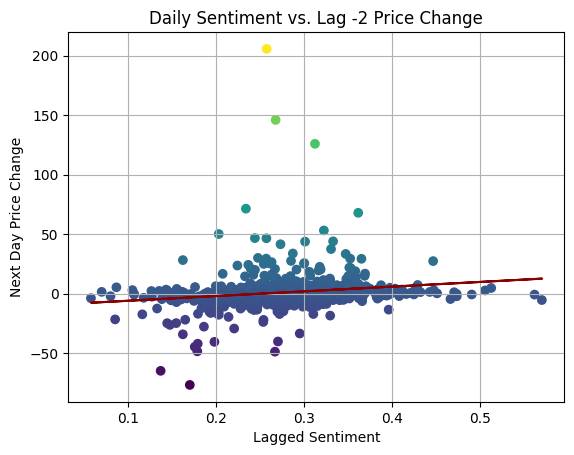 Daily Sentiment vs. Lag -2 Price Change
Next Day Price Change
200
150
100
50
0
−50
0.1 0.2 0.3 0.4 0.5
Lagged Sentiment